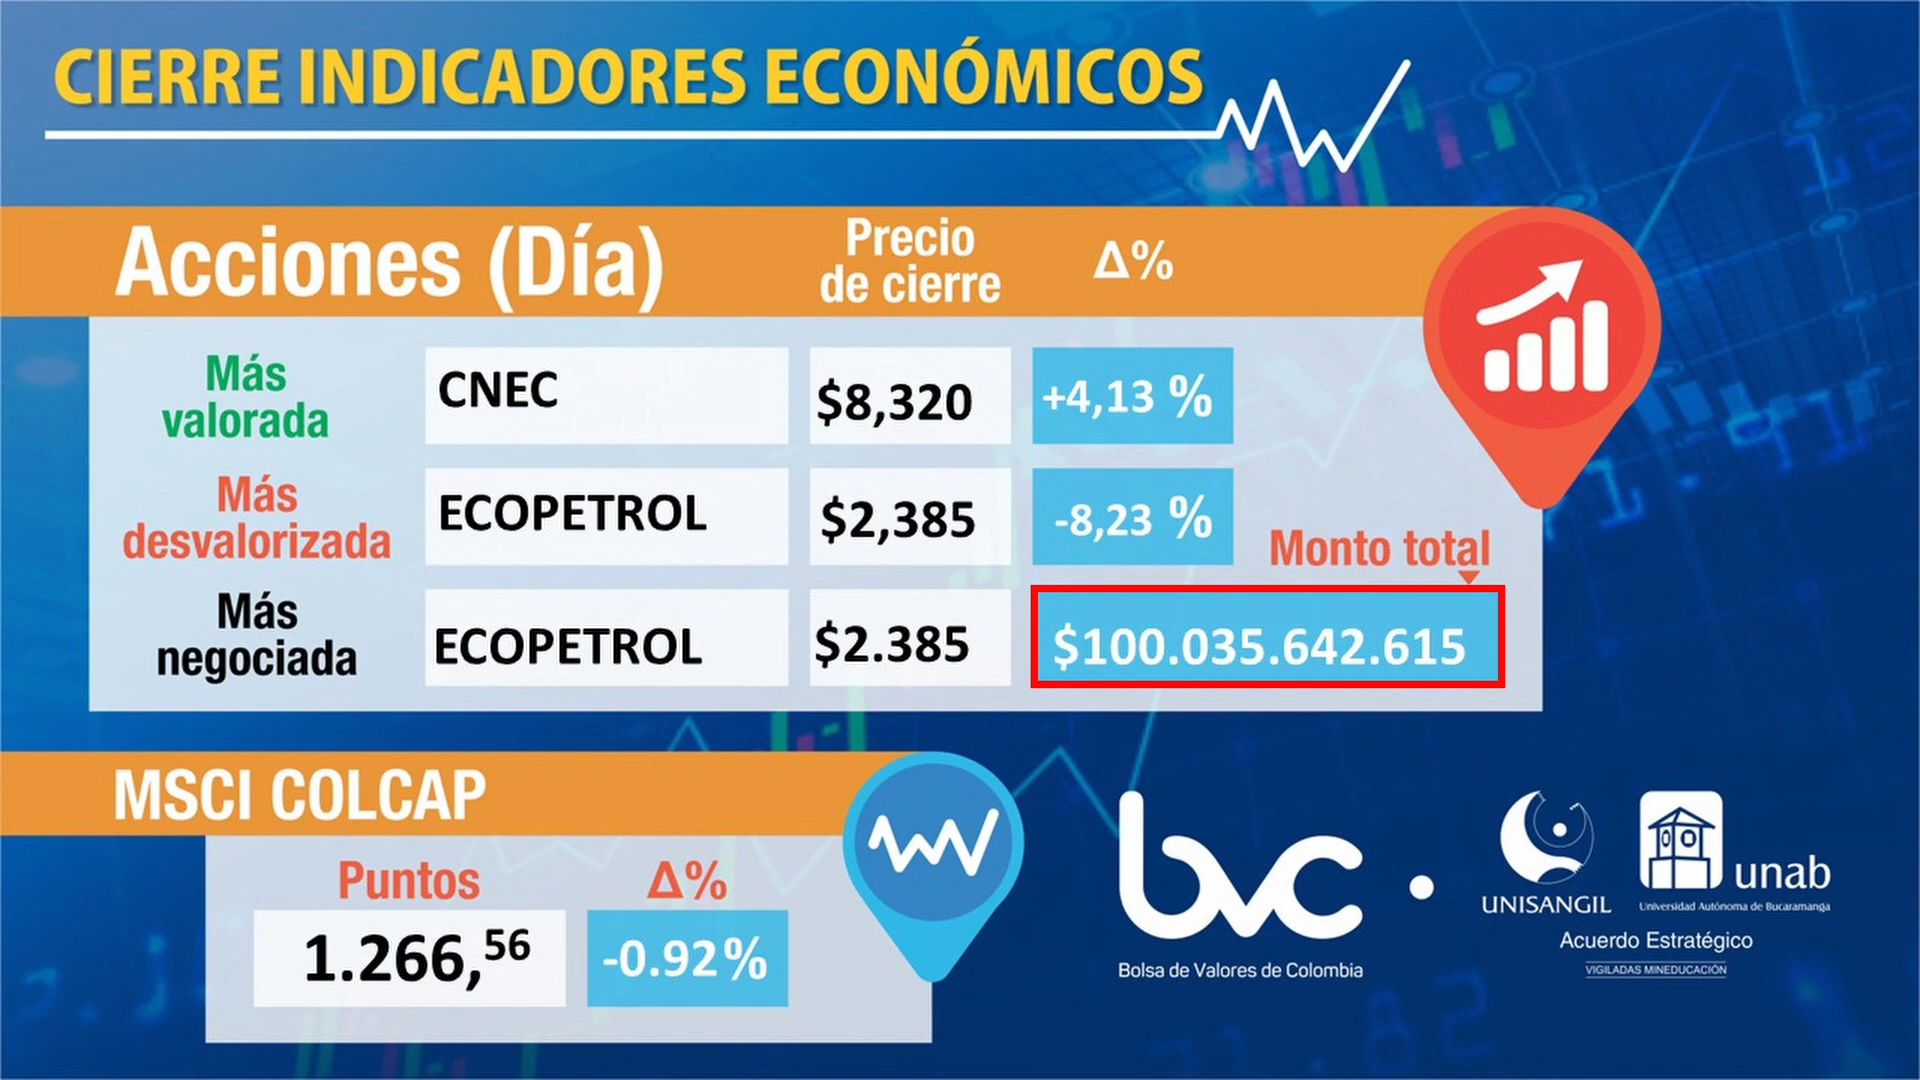 CIERRE INDICADORES ECONÓMICOS
Acciones (Día)
Precio
de cierre
Δ%
Más
valorada
CNEC
$8,320
+4,13 %
Más
desvalorizada
ECOPETROL
$2,385
-8,23 %
Monto total
Más
negociada
ECOPETROL
$2.385
$100.035.642.615
MSCI COLCAP
Puntos
Δ%
1.266,56
-0.92%
bvc
Bolsa de Valores de Colombia
UNISANGIL
unab
Universidad Autónoma de Bucaramanga
Acuerdo Estratégico
VIGILADAS MINEDUCACIÓN